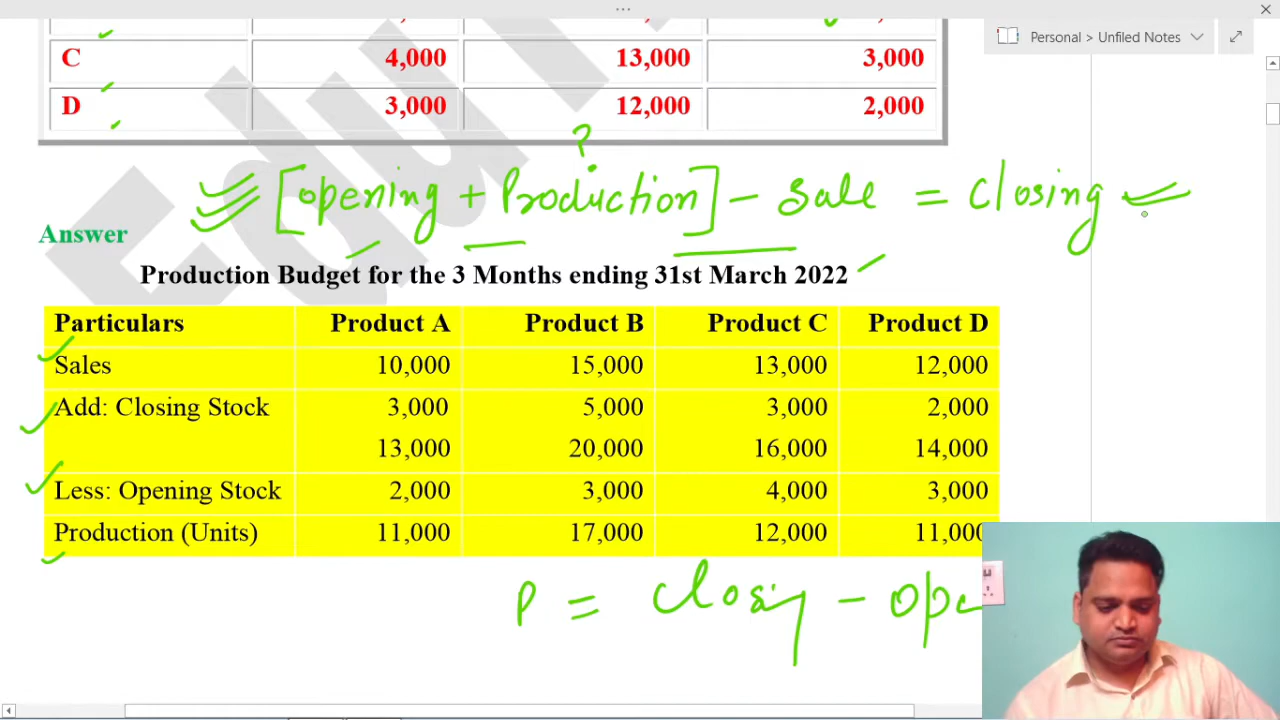 Personal > Unfiled Notes
C 4,000 13,000 3,000
D 3,000 12,000 2,000
?
[opening + Production] - Sale = Closing
Answer
Production Budget for the 3 Months ending 31st March 2022
Particulars Product A Product B Product C Product D
Sales 10,000 15,000 13,000 12,000
Add: Closing Stock 3,000 5,000 3,000 2,000
13,000 20,000 16,000 14,000
Less: Opening Stock 2,000 3,000 4,000 3,000
Production (Units) 11,000 17,000 12,000 11,000
P = Closing - ope